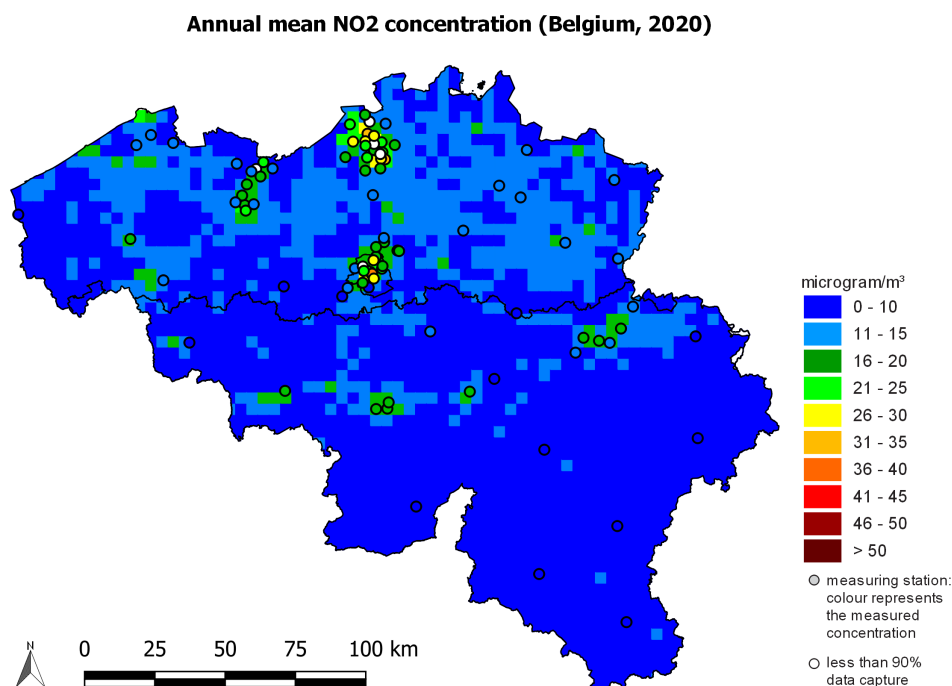 Annual mean NO2 concentration (Belgium, 2020)
microgram/m³
0 - 10
11 - 15
16 - 20
21 - 25
26 - 30
31 - 35
36 - 40
41 - 45
46 - 50
> 50
measuring station:
colour represents
the measured
concentration
less than 90%
data capture
N
0 25 50 75 100 km